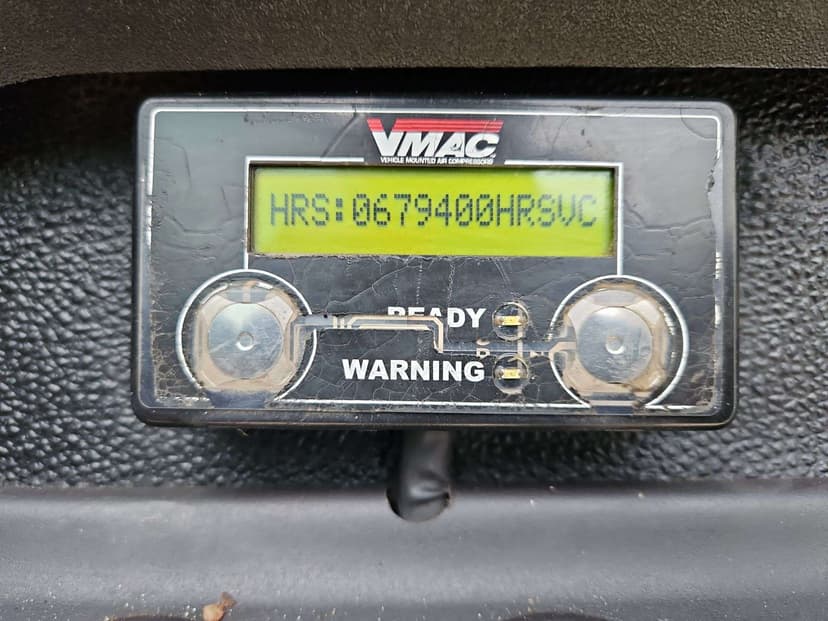 VMAC
VEHICLE MOUNTED AIR COMPRESSORS
HRS:0679400HRSVC
READY
WARNING